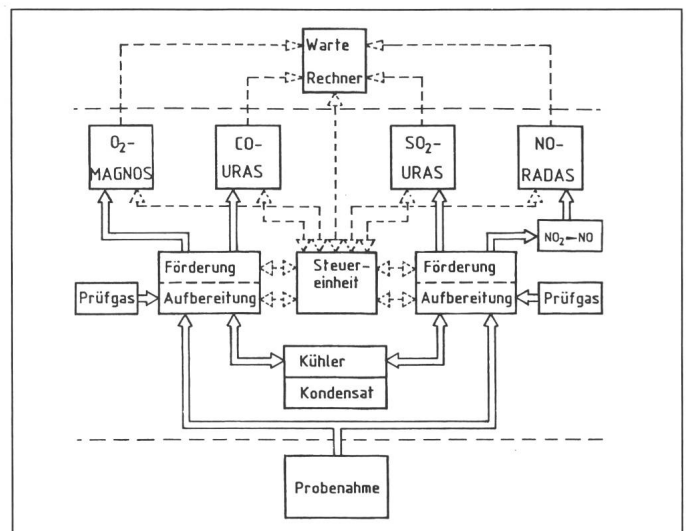 Warte
Rechner
O₂-
MAGNOS
CO-
URAS
SO₂-
URAS
NO-
RADAS
NO₂←NO
Förderung
Aufbereitung
Steuer-
einheit
Förderung
Aufbereitung
Prüfgas
Prüfgas
Kühler
Kondensat
Probenahme